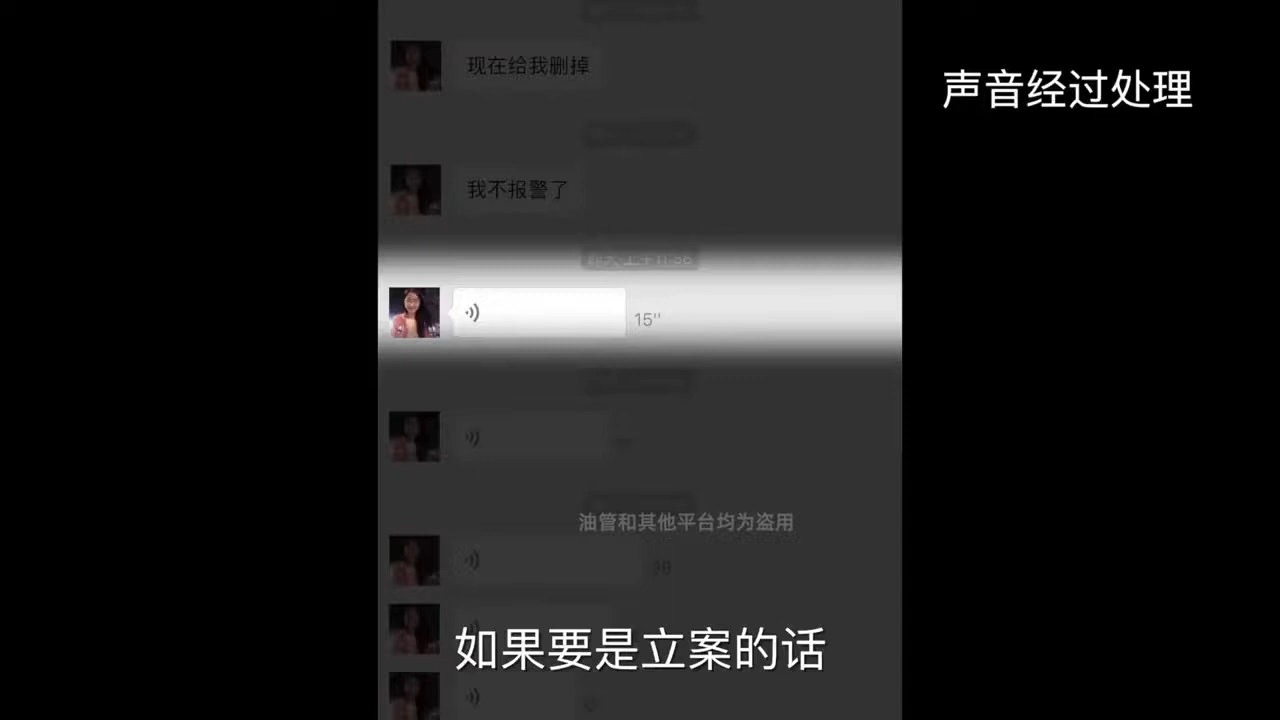 现在给我删掉
声音经过处理
我不报警了
15"
油管和其他平台均为盗用
如果要是立案的话